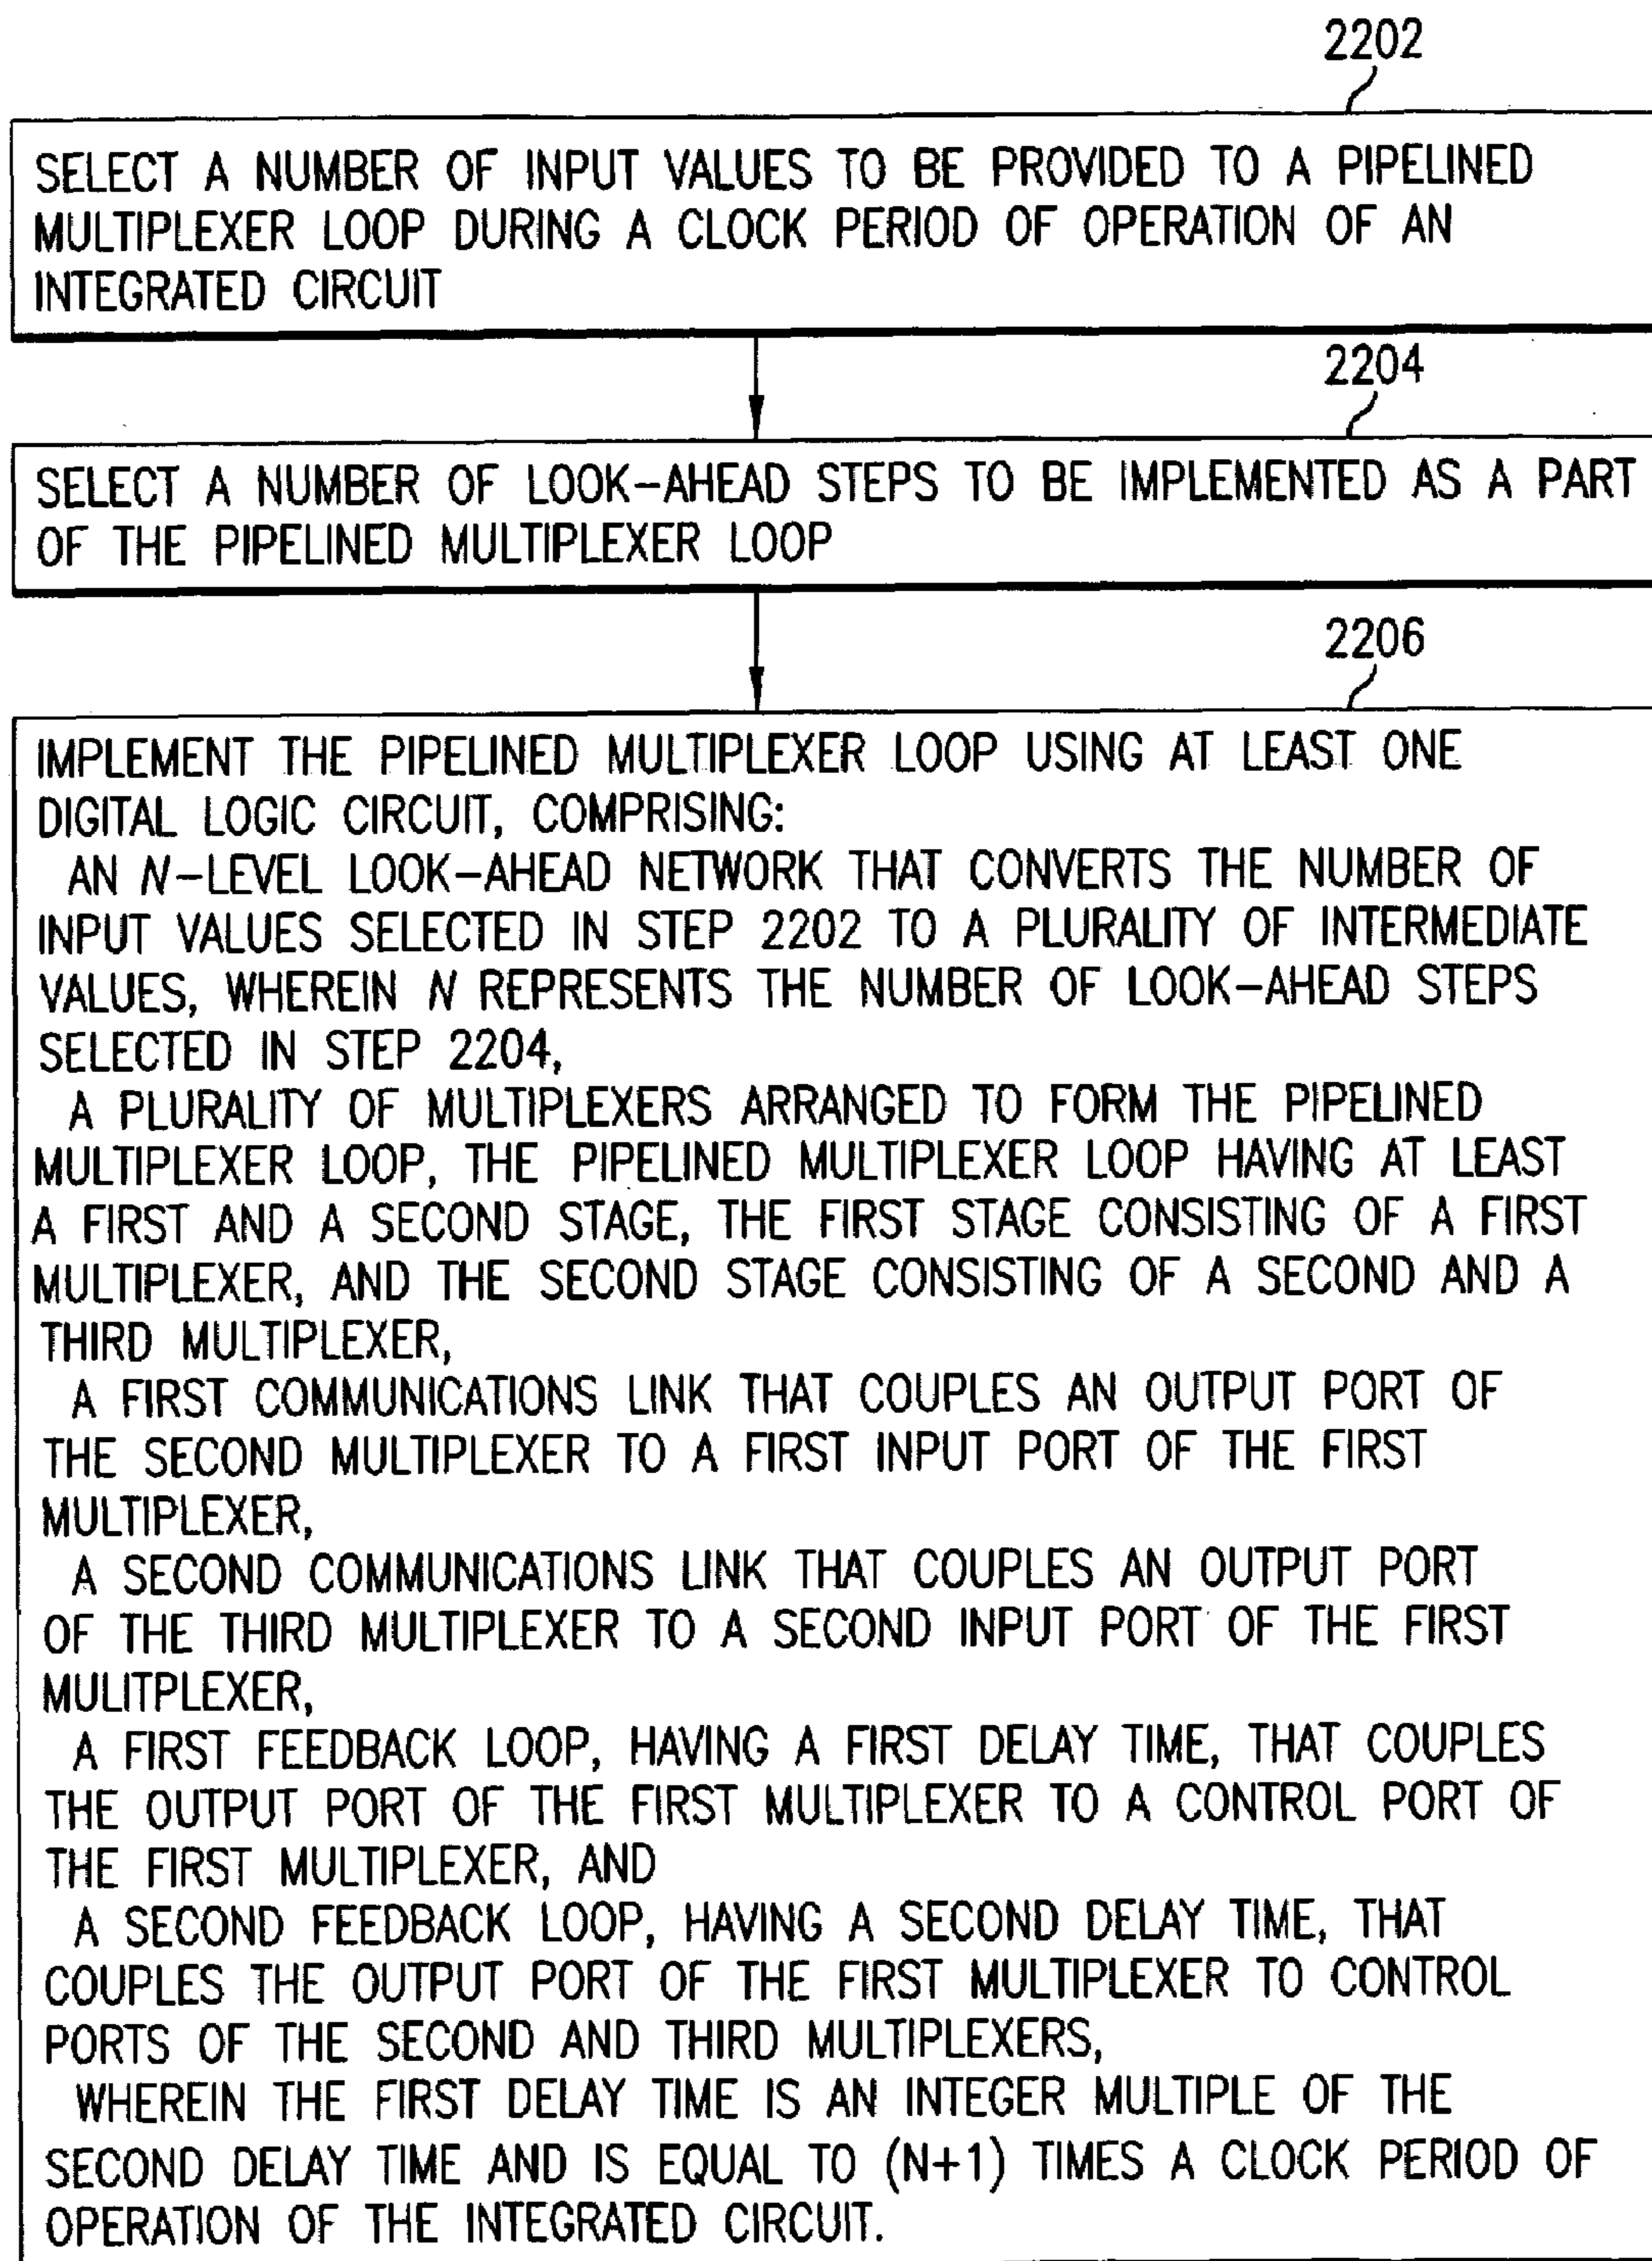 2202
SELECT A NUMBER OF INPUT VALUES TO BE PROVIDED TO A PIPELINED
MULTIPLEXER LOOP DURING A CLOCK PERIOD OF OPERATION OF AN
INTEGRATED CIRCUIT
2204
SELECT A NUMBER OF LOOK-AHEAD STEPS TO BE IMPLEMENTED AS A PART
OF THE PIPELINED MULTIPLEXER LOOP
2206
IMPLEMENT THE PIPELINED MULTIPLEXER LOOP USING AT LEAST ONE
DIGITAL LOGIC CIRCUIT, COMPRISING:
AN N-LEVEL LOOK-AHEAD NETWORK THAT CONVERTS THE NUMBER OF
INPUT VALUES SELECTED IN STEP 2202 TO A PLURALITY OF INTERMEDIATE
VALUES, WHEREIN N REPRESENTS THE NUMBER OF LOOK-AHEAD STEPS
SELECTED IN STEP 2204,
A PLURALITY OF MULTIPLEXERS ARRANGED TO FORM THE PIPELINED
MULTIPLEXER LOOP, THE PIPELINED MULTIPLEXER LOOP HAVING AT LEAST
A FIRST AND A SECOND STAGE, THE FIRST STAGE CONSISTING OF A FIRST
MULTIPLEXER, AND THE SECOND STAGE CONSISTING OF A SECOND AND A
THIRD MULTIPLEXER,
A FIRST COMMUNICATIONS LINK THAT COUPLES AN OUTPUT PORT OF
THE SECOND MULTIPLEXER TO A FIRST INPUT PORT OF THE FIRST
MULTIPLEXER,
A SECOND COMMUNICATIONS LINK THAT COUPLES AN OUTPUT PORT
OF THE THIRD MULTIPLEXER TO A SECOND INPUT PORT OF THE FIRST
MULITPLEXER,
A FIRST FEEDBACK LOOP, HAVING A FIRST DELAY TIME, THAT COUPLES
THE OUTPUT PORT OF THE FIRST MULTIPLEXER TO A CONTROL PORT OF
THE FIRST MULTIPLEXER, AND
A SECOND FEEDBACK LOOP, HAVING A SECOND DELAY TIME, THAT
COUPLES THE OUTPUT PORT OF THE FIRST MULTIPLEXER TO CONTROL
PORTS OF THE SECOND AND THIRD MULTIPLEXERS,
WHEREIN THE FIRST DELAY TIME IS AN INTEGER MULTIPLE OF THE
SECOND DELAY TIME AND IS EQUAL TO (N+1) TIMES A CLOCK PERIOD OF
OPERATION OF THE INTEGRATED CIRCUIT.